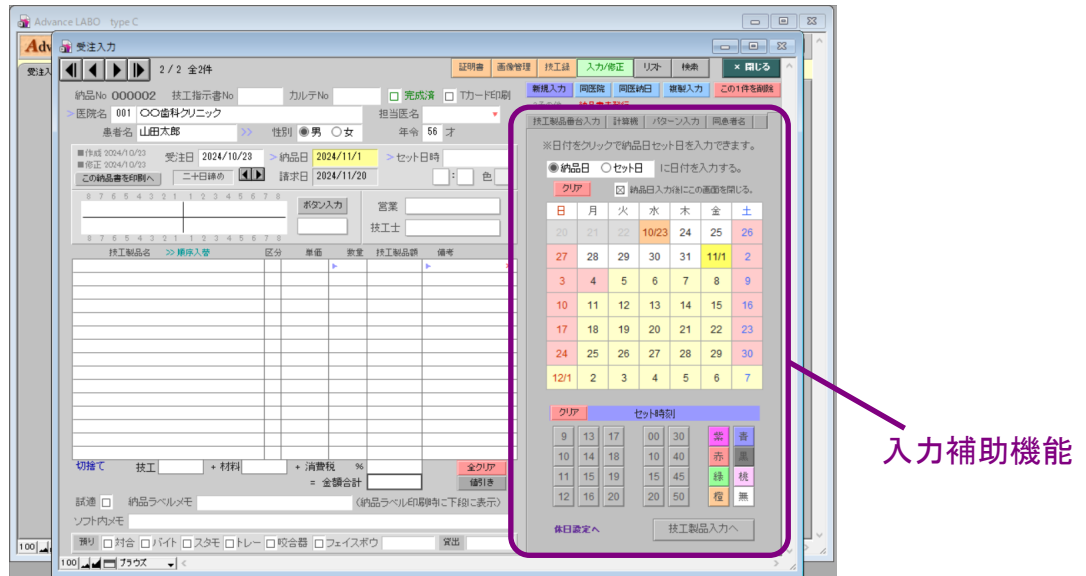 Advance LABO type C
Adv
受注入力
受注入
2 / 2 全2件
証明書 画像管理 技工録 入力/修正 リスト 検索 × 閉じる
納品No 000002 技工指示書No カルテNo 完成済 Tカード印刷
新規入力 同医院 同医納日 複製入力 この1件を削除
>医院名 001 〇〇歯科クリニック 担当医名
患者名 山田太郎 >> 性別 男 女 年令 56 才
技工製品番台入力 計算機 パターン入力 同患者名
■作成 2024/10/23
■修正 2024/10/23
受注日 2024/10/23 >納品日 2024/11/1 >セット日時
この納品書を印刷へ 二十日締め 請求日 2024/11/20 : 色
※日付をクリックで納品日セット日を入力できます。
納品日 セット日 に日付を入力する。
クリア 納品日入力後にこの画面を閉じる。
8 7 6 5 4 3 2 1 1 2 3 4 5 6 7 8
ボタン入力 営業
技工士
8 7 6 5 4 3 2 1 1 2 3 4 5 6 7 8
技工製品名 >>順序入替 区分 単価 数量 技工製品額 備考
日 月 火 水 木 金 土
20 21 22 10/23 24 25 26
27 28 29 30 31 11/1 2
3 4 5 6 7 8 9
10 11 12 13 14 15 16
17 18 19 20 21 22 23
24 25 26 27 28 29 30
12/1 2 3 4 5 6 7
クリア セット時刻
9 13 17 00 30 紫 青
10 14 18 10 40 赤 黒
11 15 19 15 45 緑 桃
12 16 20 20 50 橙 無
休日設定へ 技工製品入力へ
入力補助機能
切捨て 技工 + 材料 + 消費税 % 全クリア
= 金額合計 値引き
試適 納品ラベルメモ (納品ラベル印刷時に下段に表示)
ソフト内メモ
預り 対合 バイト スタモ トレー 咬合器 フェイスボウ 貸出
100 ブラウズ
100